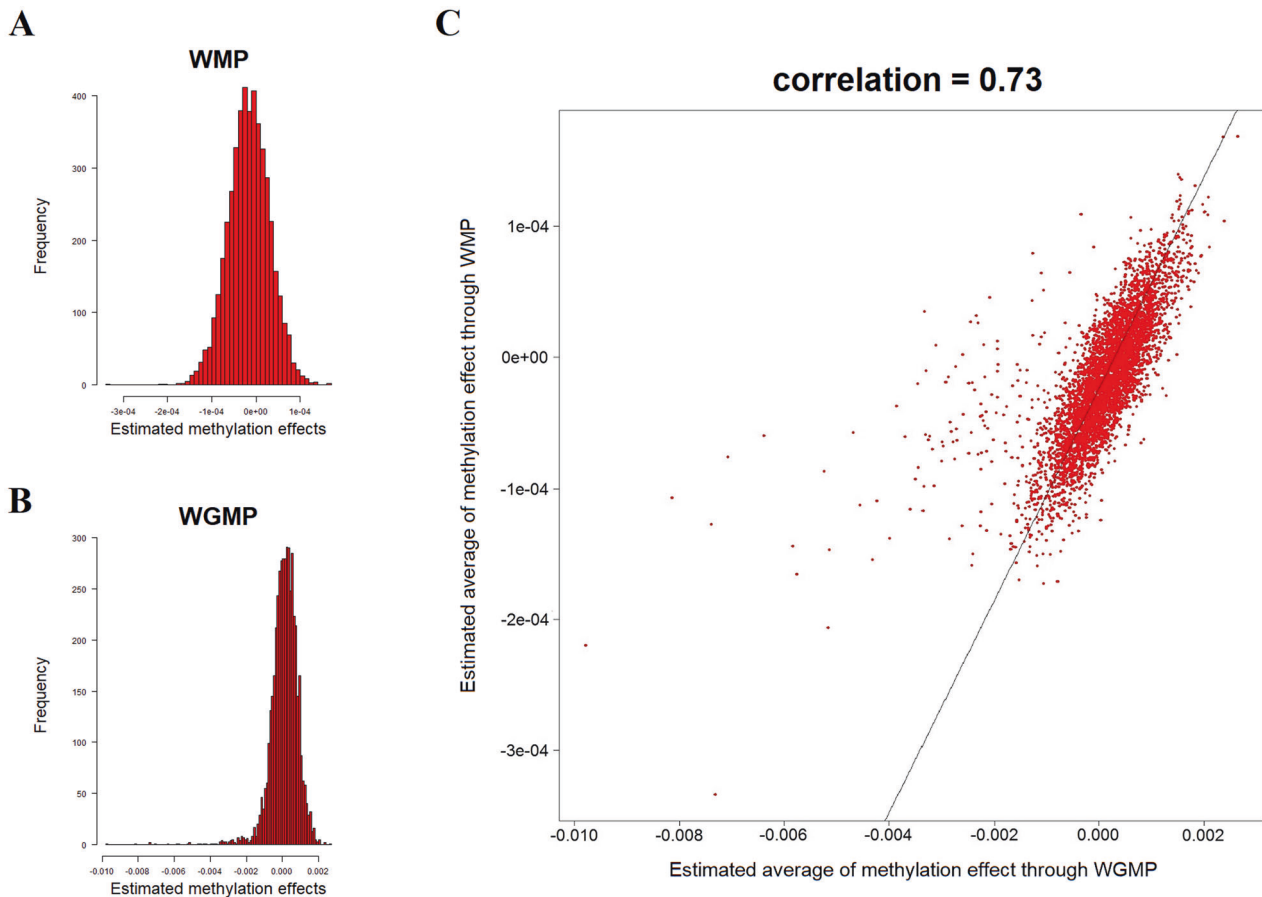 A
WMP
400
300
200
100
0
Frequency
-3e-04 -2e-04 -1e-04 0e+00 1e-04
Estimated methylation effects
B
WGMP
300
250
200
150
100
50
0
Frequency
-0.010 -0.008 -0.006 -0.004 -0.002 0.000 0.002
Estimated methylation effects
C
correlation = 0.73
Estimated average of methylation effect through WMP
1e-04
0e+00
-1e-04
-2e-04
-3e-04
-0.010 -0.008 -0.006 -0.004 -0.002 0.000 0.002
Estimated average of methylation effect through WGMP